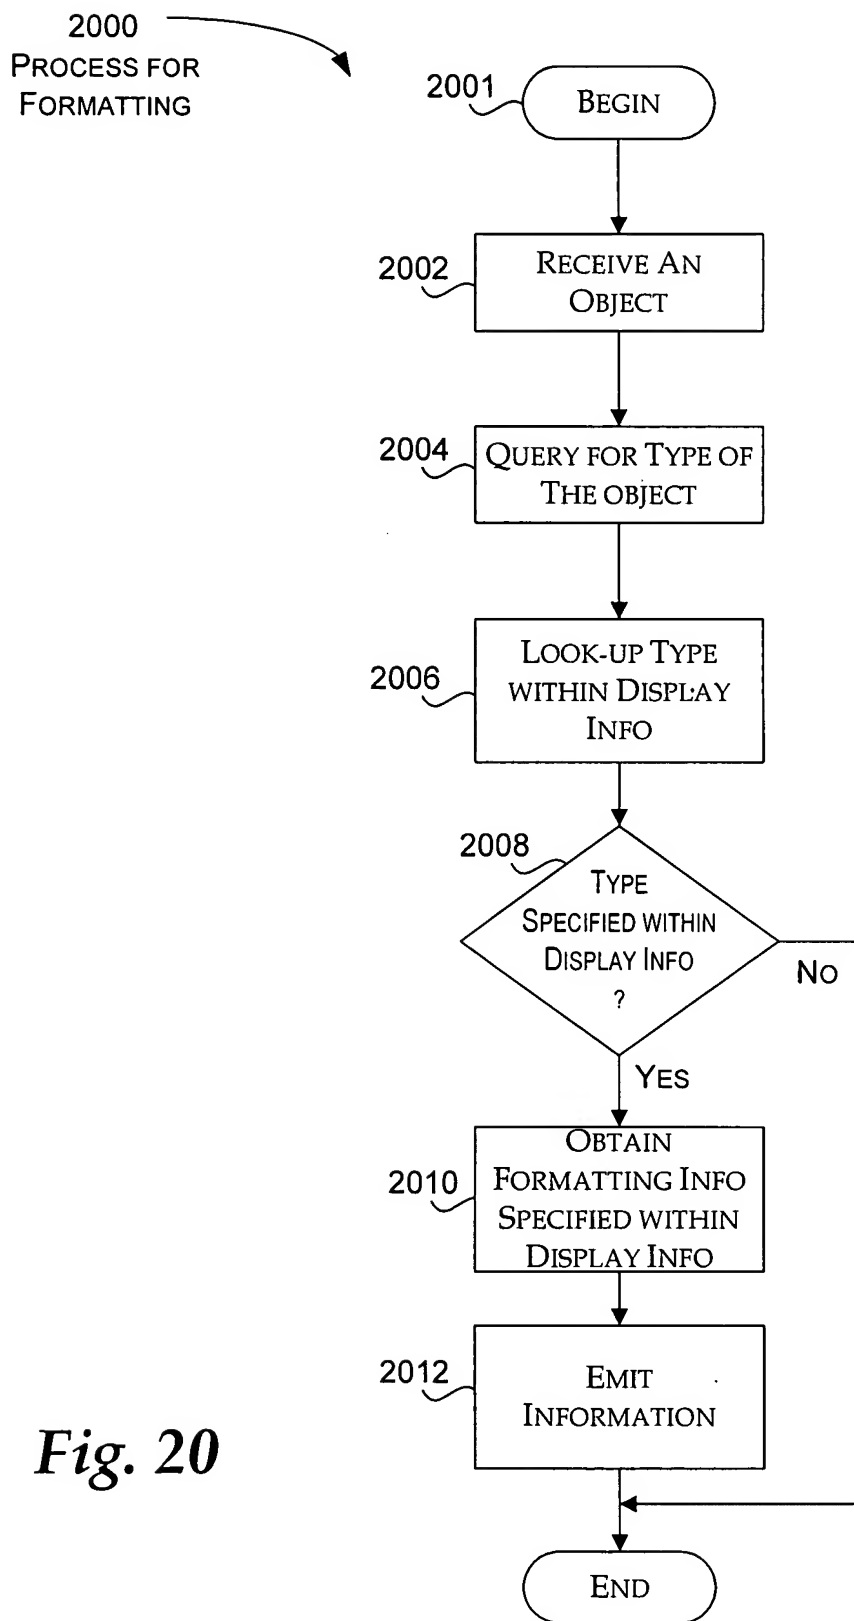 2000
PROCESS FOR
FORMATTING
2001
BEGIN
2002
RECEIVE AN
OBJECT
2004
QUERY FOR TYPE OF
THE OBJECT
2006
LOOK-UP TYPE
WITHIN DISPLAY
INFO
2008
TYPE
SPECIFIED WITHIN
DISPLAY INFO
?
NO
YES
2010
OBTAIN
FORMATTING INFO
SPECIFIED WITHIN
DISPLAY INFO
2012
EMIT
INFORMATION
Fig. 20
END